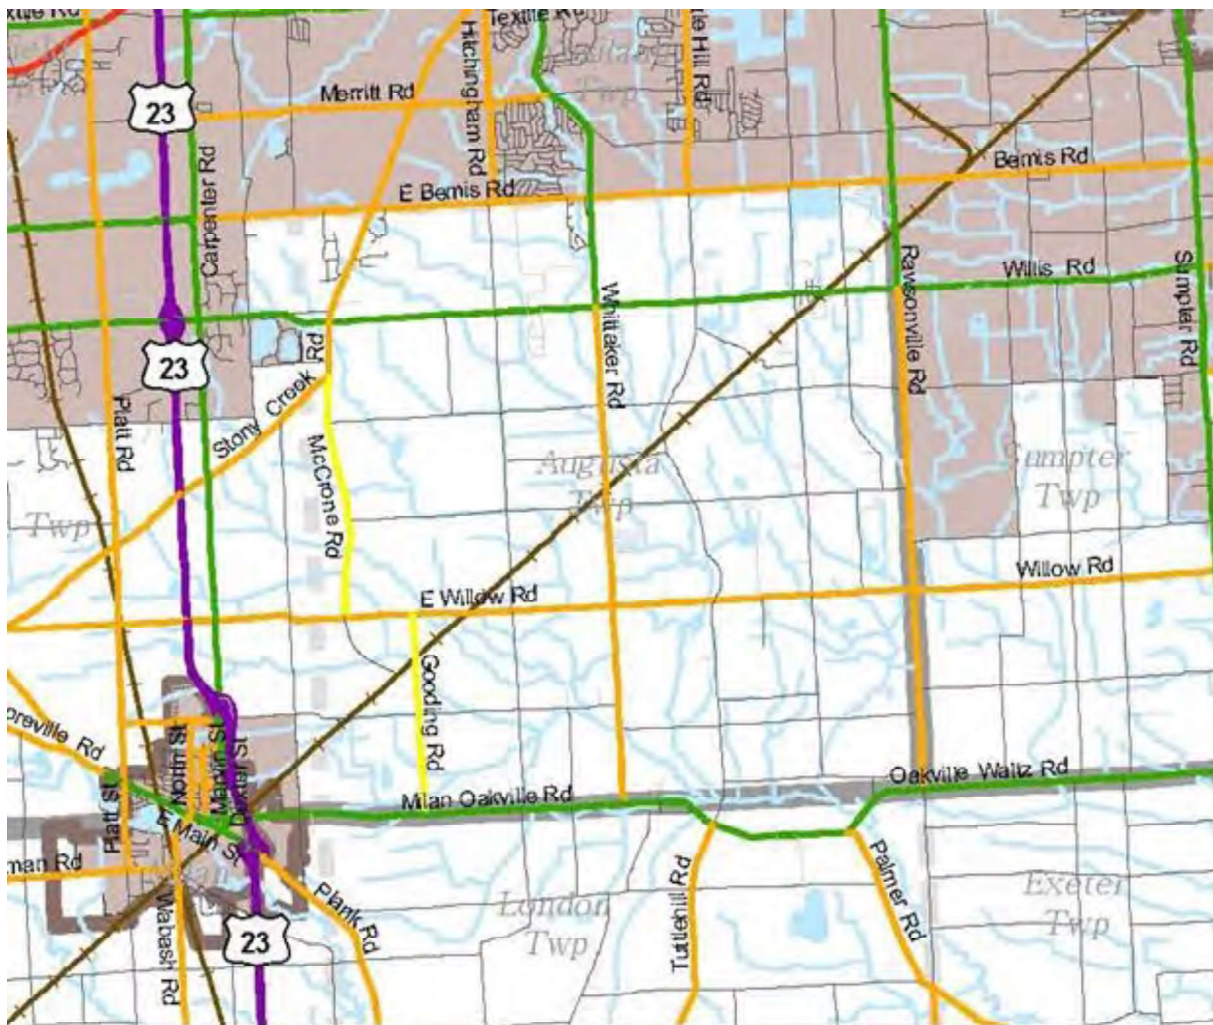 Textile Rd
Hitchingham Rd
Merritt Rd
23
Twp
Bemis Rd
E Bemis Rd
Carpenter Rd
Willis Rd
Sumpter Rd
Rawsonville Rd
Whittaker Rd
Rd
23
Stony Creek
Platt Rd
McCrone Rd
Augusta
Twp
Sumpter
Twp
Twp
Willow Rd
E Willow Rd
Gooding Rd
Platt St
North St
Marvin St
Dexter St
E Main St
Milan Oakville Rd
Oakville Waltz Rd
Plank Rd
Wabash Rd
23
London
Twp
Tuttlehill Rd
Palmer Rd
Exeter
Twp